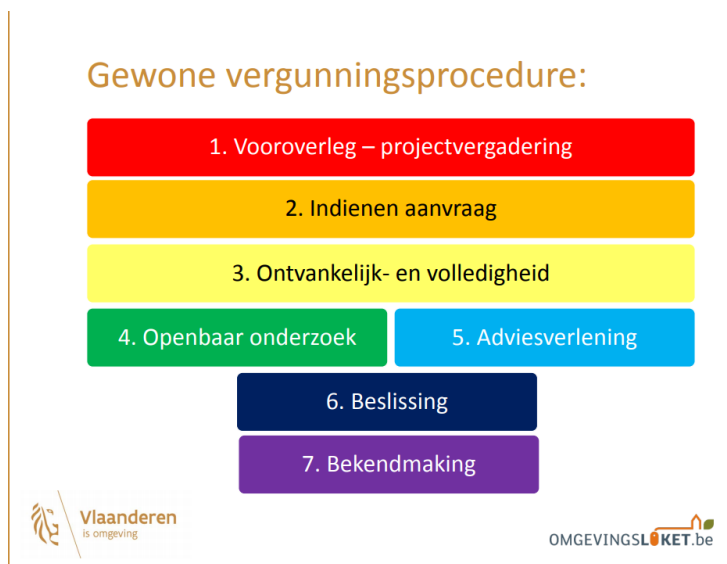 Gewone vergunningsprocedure:
1. Vooroverleg – projectvergadering
2. Indienen aanvraag
3. Ontvankelijk- en volledigheid
4. Openbaar onderzoek
5. Adviesverlening
6. Beslissing
7. Bekendmaking
Vlaanderen
is omgeving
OMGEVINGSLOKET.be